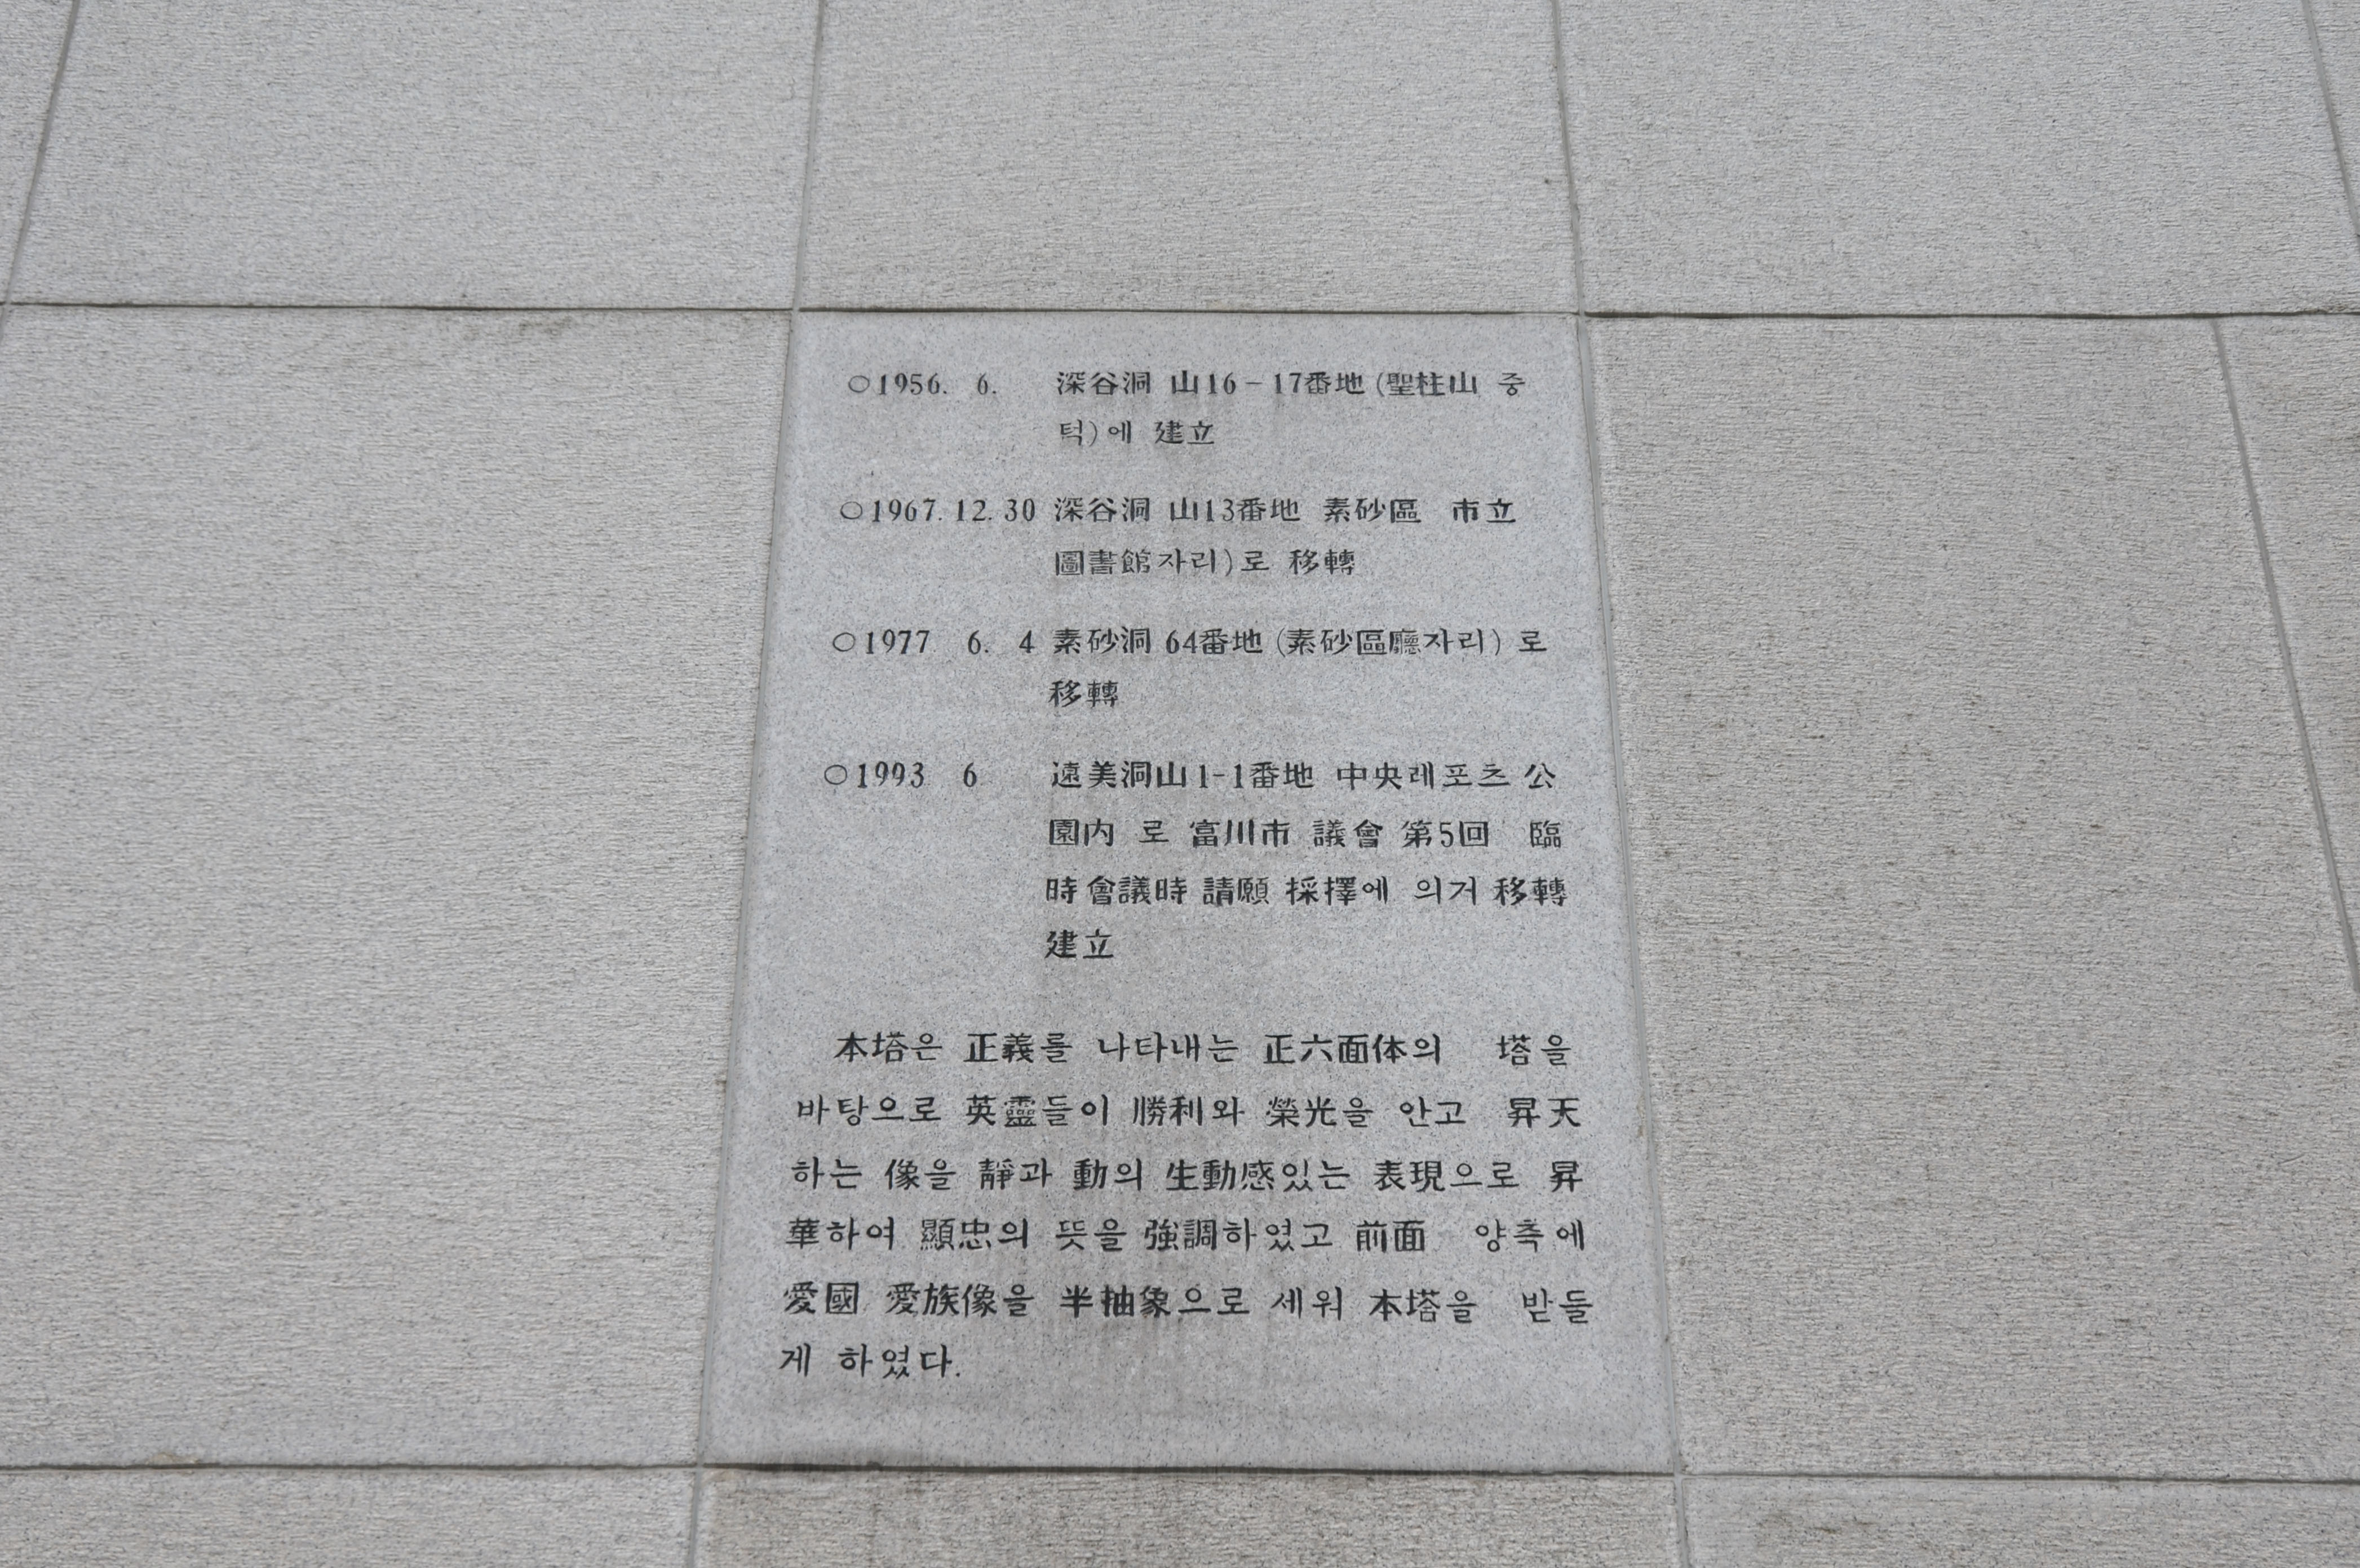 ○1956. 6. 深谷洞 山16-17番地(聖柱山 중
턱)에 建立
○1967.12.30 深谷洞 山13番地 素砂區 市立
圖書館자리)로 移轉
○1977 6. 4 素砂洞 64番地(素砂區廳자리)로
移轉
○1993 6 遠美洞山1-1番地 中央레포츠 公
園内 로 富川市 議會 第5回 臨
時會議時 請願 採擇에 의거 移轉
建立
本塔은 正義를 나타내는 正六面体의 塔을
바탕으로 英靈들이 勝利와 榮光을 안고 昇天
하는 像을 靜과 動의 生動感있는 表現으로 昇
華하여 顯忠의 뜻을 強調하였고 前面 양측에
愛國 愛族像을 半抽象으로 세워 本塔을 받들
게 하였다.